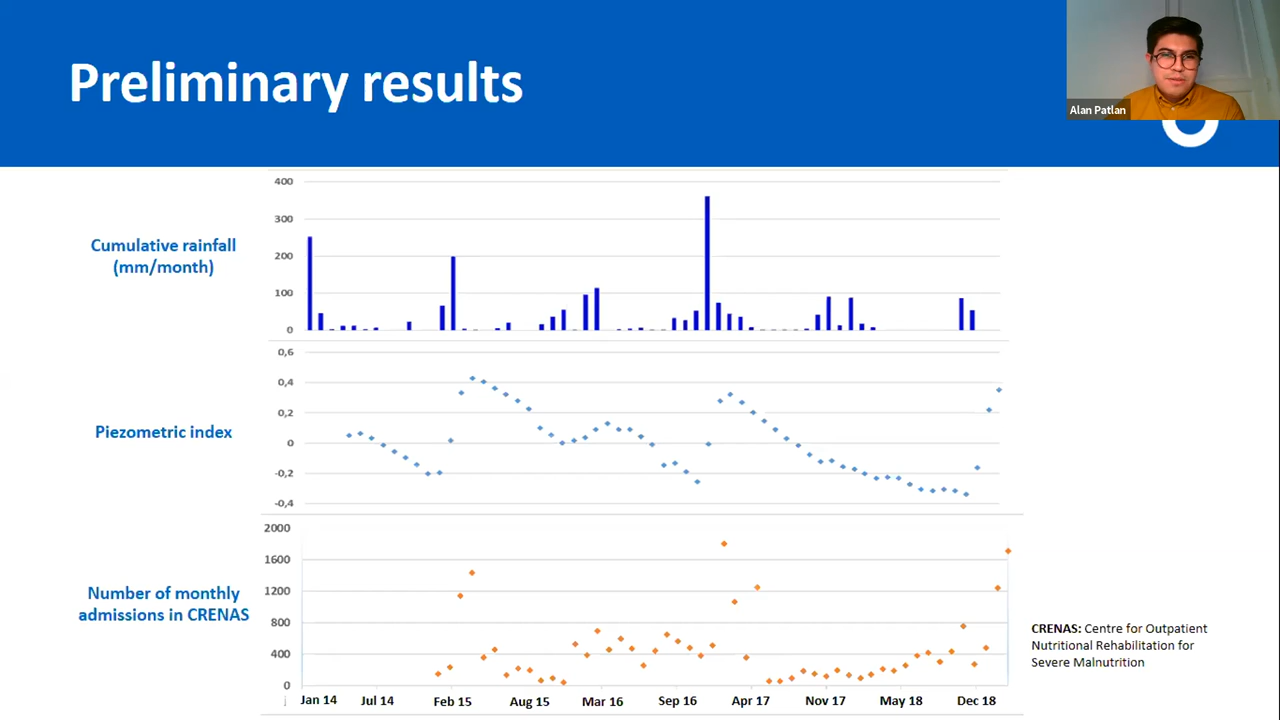 Preliminary results
Alan Patlan
Cumulative rainfall
(mm/month)
400
300
200
100
0
Piezometric index
0,6
0,4
0,2
0
-0,2
-0,4
Number of monthly
admissions in CRENAS
2000
1600
1200
800
400
0
Jan 14 Jul 14 Feb 15 Aug 15 Mar 16 Sep 16 Apr 17 Nov 17 May 18 Dec 18
CRENAS: Centre for Outpatient
Nutritional Rehabilitation for
Severe Malnutrition